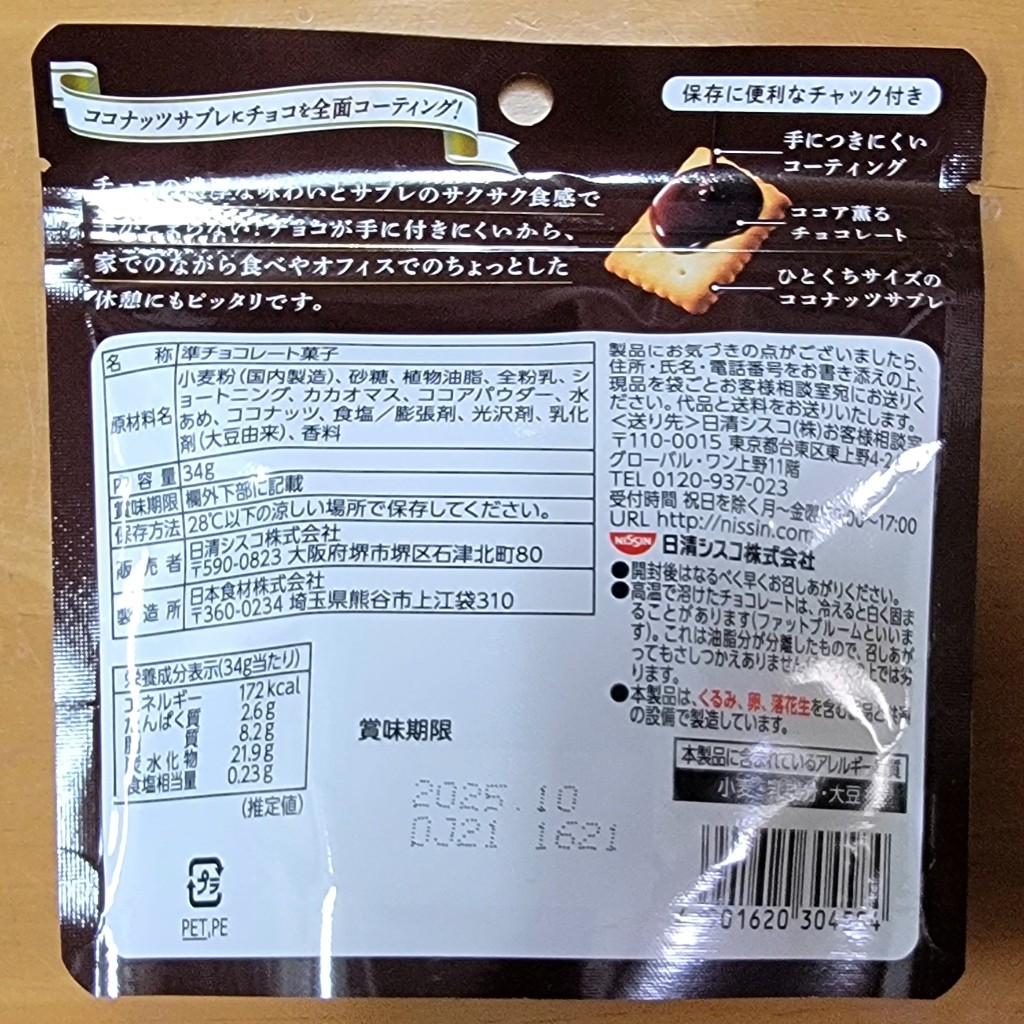 ココナッツサブレにチョコを全面コーティング!
保存に便利なチャック付き
手につきにくい
コーティング
ココア薫る
チョコレート
ひとくちサイズの
ココナッツサブレ
な味わいとサブレのサクサク食感で
チョコが手に付きにくいから、
家でのながら食べやオフィスでのちょっとした
休憩にもピッタリです。
名 称 準チョコレート菓子
原材料名 小麦粉(国内製造)、砂糖、植物油脂、全粉乳、シ
ョートニング、カカオマス、ココアパウダー、水
あめ、ココナッツ、食塩/膨張剤、光沢剤、乳化
剤(大豆由来)、香料
内 容 量 34g
賞味期限 欄外下部に記載
保存方法 28℃以下の涼しい場所で保存してください。
販 売 者 日清シスコ株式会社
〒590-0823 大阪府堺市堺区石津北町80
製 造 所 日本食材株式会社
〒360-0234 埼玉県熊谷市上江袋310
栄養成分表示(34g当たり)
エネルギー 172kcal
たんぱく質 2.6g
脂 質 8.2g
炭水化物 21.9g
食塩相当量 0.23g
(推定値)
プラ
PET,PE
賞味期限
2025.10
DJ21 1621
製品にお気づきの点がございましたら、
住所・氏名・電話番号をお書き添えの上、
現品を袋ごとお客様相談室宛にお送りく
ださい。代品と送料をお送りいたします。
<送り先>日清シスコ(株)お客様相談室
〒110-0015 東京都台東区東上野4-2
グローバル・ワン上野11階
TEL 0120-937-023
受付時間 祝日を除く月〜金曜 〜17:00
URL http://nissin.com
NISSIN 日清シスコ株式会社
●開封後はなるべく早くお召しあがりください。
●高温で溶けたチョコレートは、冷えると白く固ま
ることがあります(ファットブルームといいま
す)。これは油脂分が分離したもので、召しあが
ってもさしつかえありません 上では劣
ります。
●本製品は、くるみ、卵、落花生を含む製品と共通
の設備で製造しています。
本製品に含まれているアレルギー物質
小麦・乳成分・大豆
01620 304